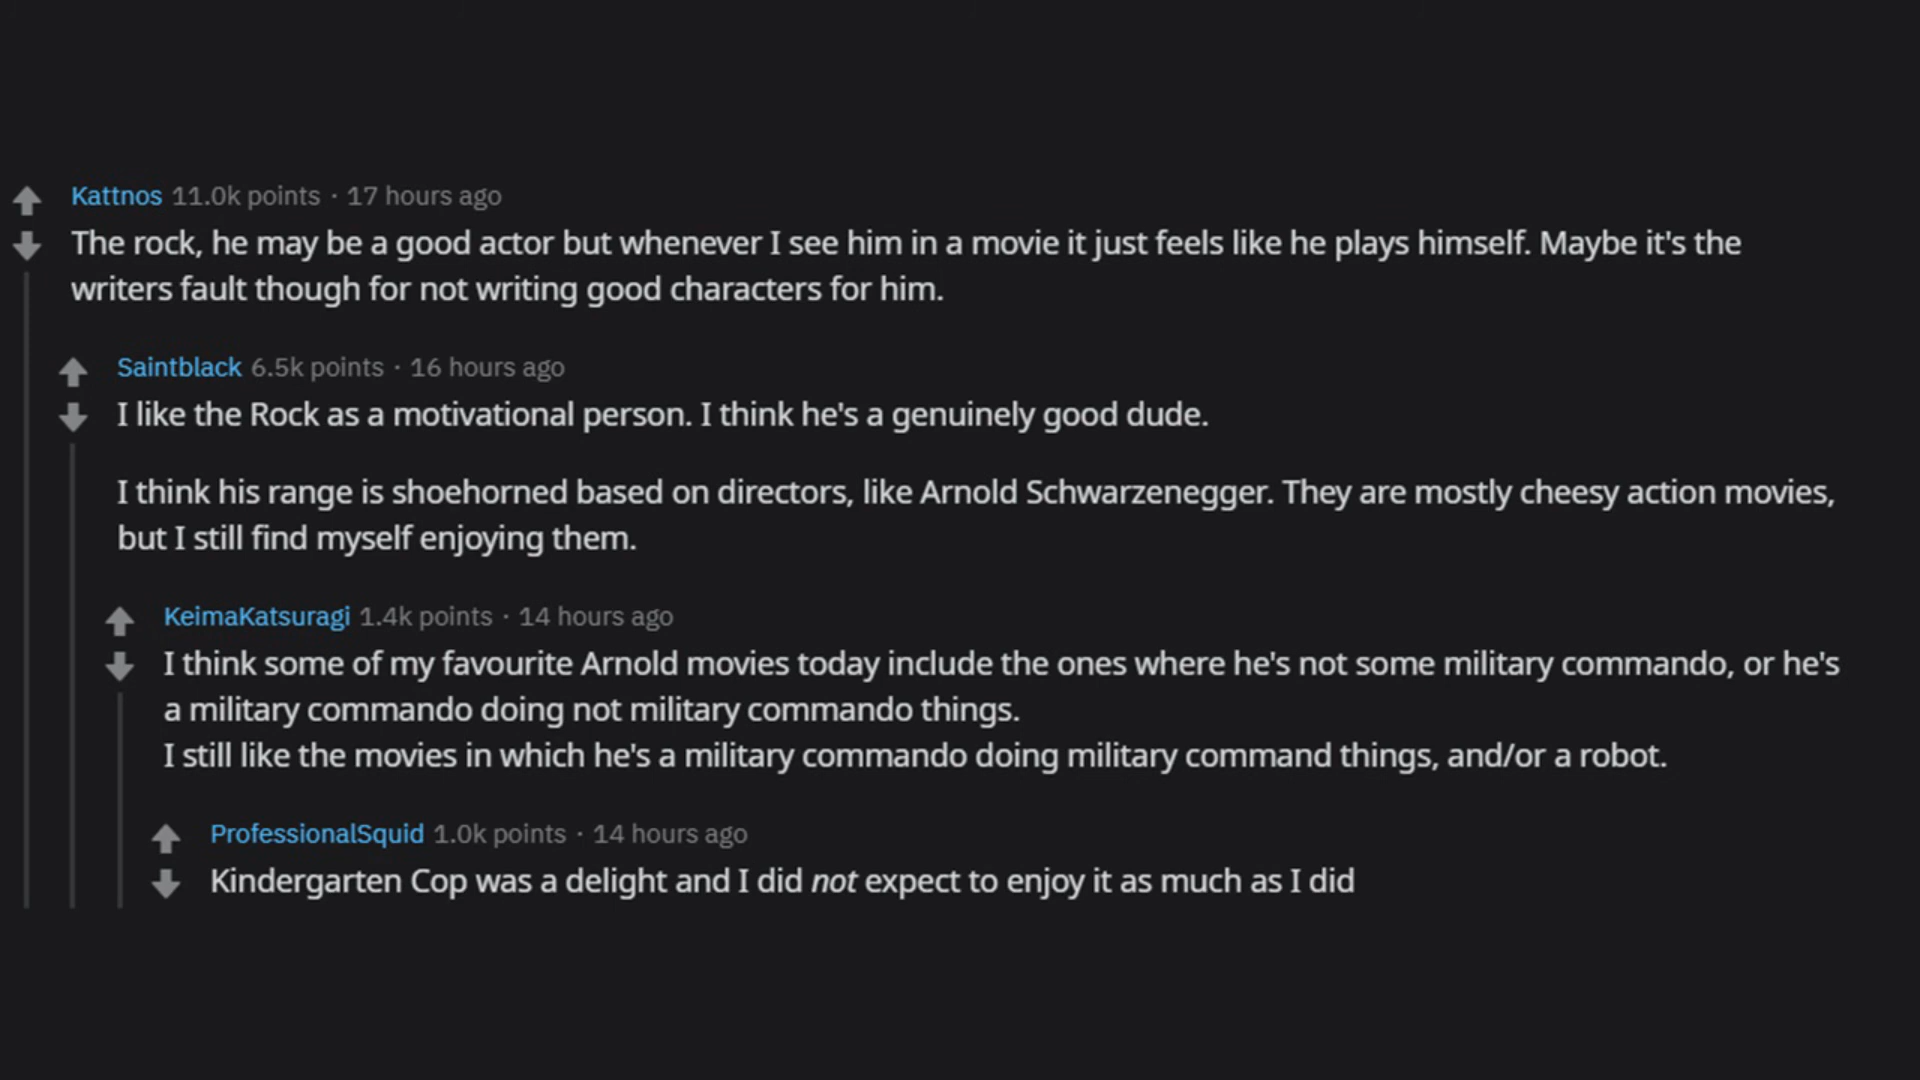 Kattnos 11.0k points · 17 hours ago
The rock, he may be a good actor but whenever I see him in a movie it just feels like he plays himself. Maybe it's the
writers fault though for not writing good characters for him.
Saintblack 6.5k points · 16 hours ago
I like the Rock as a motivational person. I think he's a genuinely good dude.
I think his range is shoehorned based on directors, like Arnold Schwarzenegger. They are mostly cheesy action movies,
but I still find myself enjoying them.
KeimaKatsuragi 1.4k points · 14 hours ago
I think some of my favourite Arnold movies today include the ones where he's not some military commando, or he's
a military commando doing not military commando things.
I still like the movies in which he's a military commando doing military command things, and/or a robot.
ProfessionalSquid 1.0k points · 14 hours ago
Kindergarten Cop was a delight and I did not expect to enjoy it as much as I did